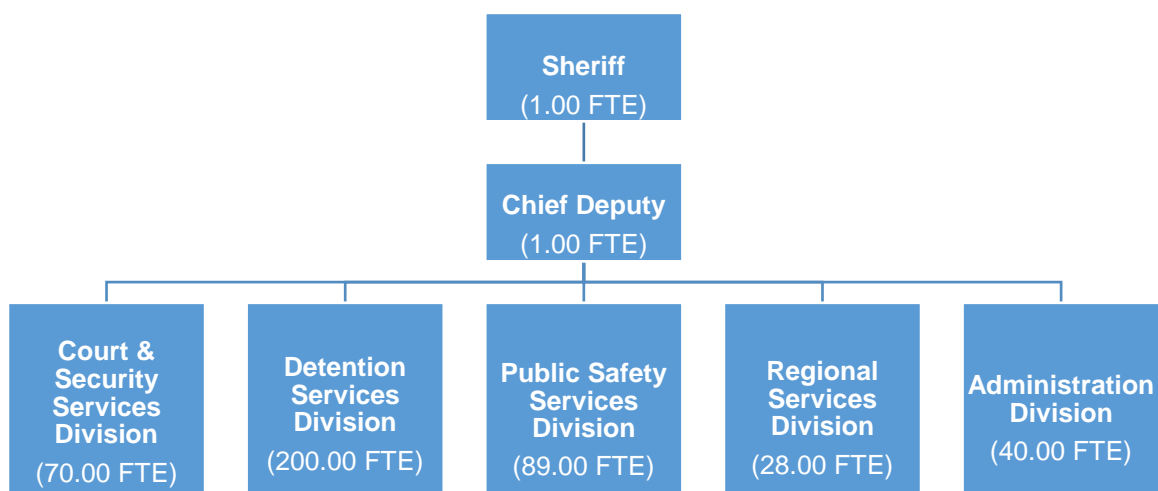 Sheriff
(1.00 FTE)
Chief Deputy
(1.00 FTE)
Court &
Security
Services
Division
(70.00 FTE)
Detention
Services
Division
(200.00 FTE)
Public Safety
Services
Division
(89.00 FTE)
Regional
Services
Division
(28.00 FTE)
Administration
Division
(40.00 FTE)